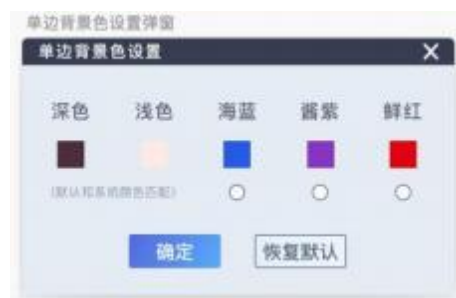 单边背景色设置弹窗
单边背景色设置
深色 浅色 海蓝 酱紫 鲜红
(默认和系统颜色匹配)
确定 恢复默认